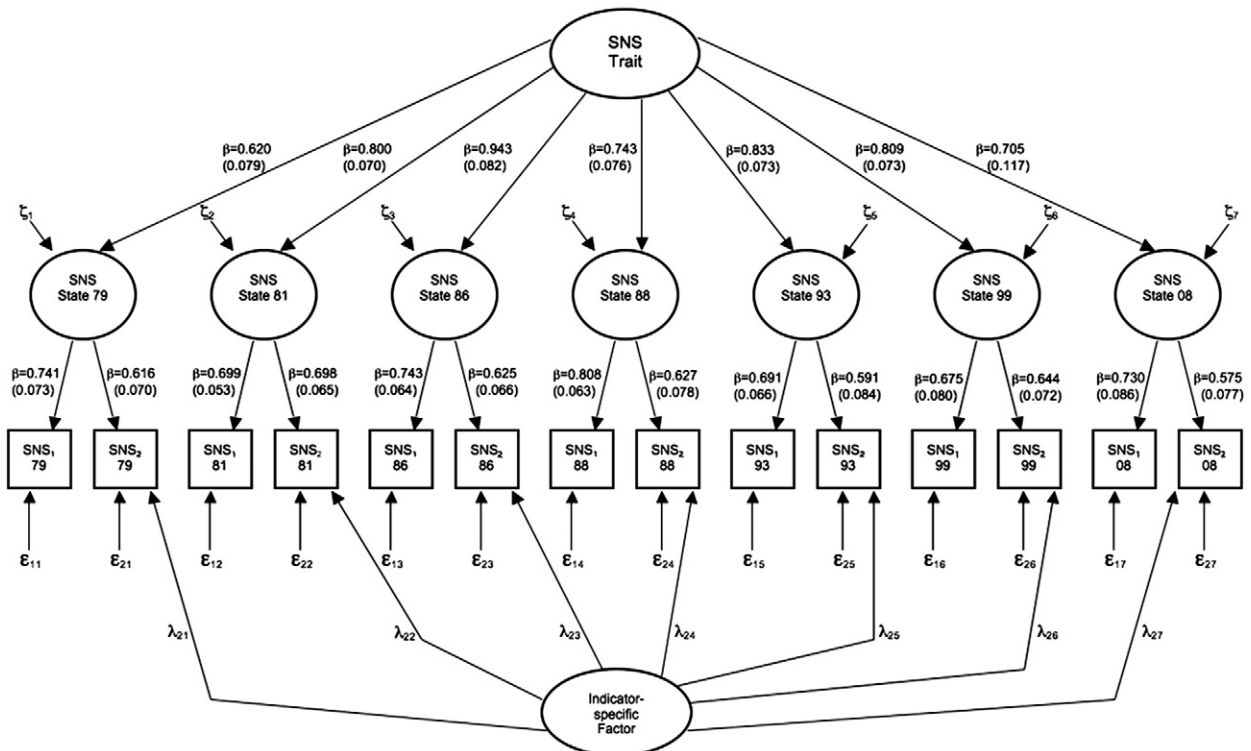 SNS
Trait
β=0.620
(0.079)
β=0.800
(0.070)
β=0.943
(0.082)
β=0.743
(0.076)
β=0.833
(0.073)
β=0.809
(0.073)
β=0.705
(0.117)
ζ₁
ζ₂
ζ₃
ζ₄
ζ₅
ζ₆
ζ₇
SNS
State 79
SNS
State 81
SNS
State 86
SNS
State 88
SNS
State 93
SNS
State 99
SNS
State 08
β=0.741
(0.073)
β=0.616
(0.070)
β=0.699
(0.053)
β=0.698
(0.065)
β=0.743
(0.064)
β=0.625
(0.066)
β=0.808
(0.063)
β=0.627
(0.078)
β=0.691
(0.066)
β=0.591
(0.084)
β=0.675
(0.080)
β=0.644
(0.072)
β=0.730
(0.086)
β=0.575
(0.077)
SNS₁
79
SNS₂
79
SNS₁
81
SNS₂
81
SNS₁
86
SNS₂
86
SNS₁
88
SNS₂
88
SNS₁
93
SNS₂
93
SNS₁
99
SNS₂
99
SNS₁
08
SNS₂
08
ε₁₁
ε₂₁
ε₁₂
ε₂₂
ε₁₃
ε₂₃
ε₁₄
ε₂₄
ε₁₅
ε₂₅
ε₁₆
ε₂₆
ε₁₇
ε₂₇
λ₂₁
λ₂₂
λ₂₃
λ₂₄
λ₂₅
λ₂₆
λ₂₇
Indicator-
specific
Factor